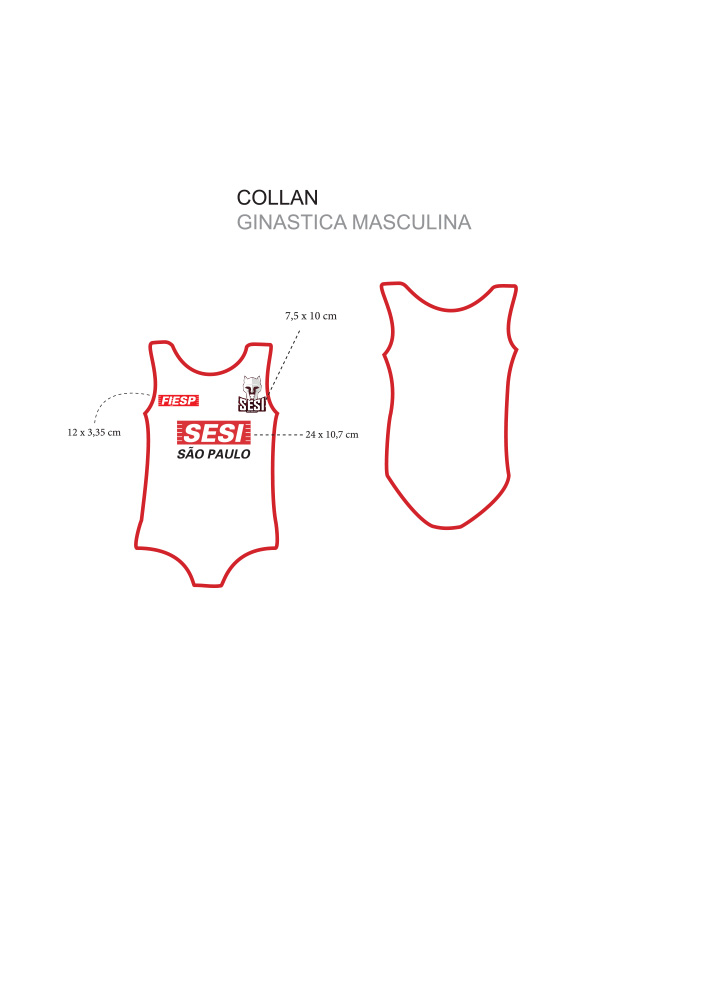 COLLAN
GINASTICA MASCULINA
7,5 x 10 cm
FIESP
SESI
12 x 3,35 cm
SESI
24 x 10,7 cm
SÃO PAULO